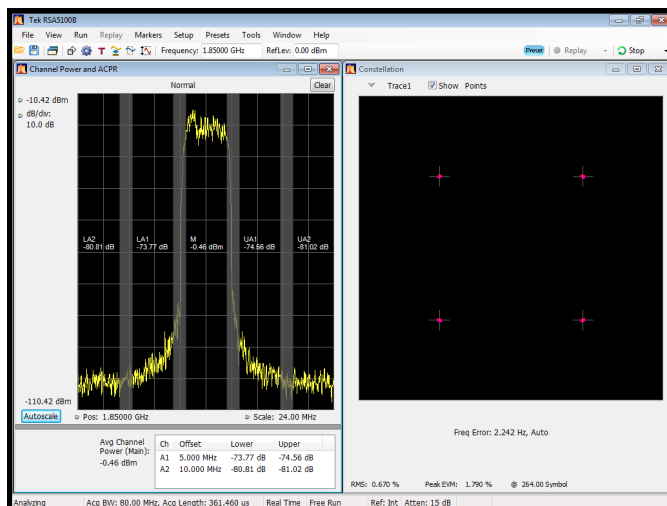 Tek RSA5100B
File View Run Replay Markers Setup Presets Tools Window Help
Frequency: 1.85000 GHz RefLev: 0.00 dBm Preset Replay Stop
Channel Power and ACPR
Normal Clear
-10.42 dBm
dB/div:
10.0 dB
LA2 LA1 M UA1 UA2
-80.81 dB -73.77 dB -0.46 dBm -74.56 dB -81.02 dB
-110.42 dBm
Autoscale Pos: 1.85000 GHz Scale: 24.00 MHz
Avg Channel
Power (Main):
-0.46 dBm
Ch Offset Lower Upper
A1 5.000 MHz -73.77 dB -74.56 dB
A2 10.000 MHz -80.81 dB -81.02 dB
Constellation
Trace1 Show Points
Freq Error: 2.242 Hz, Auto
RMS: 0.670 % Peak EVM: 1.790 % @ 264.00 Symbol
Analyzing Acq BW: 80.00 MHz, Acq Length: 361.460 us Real Time Free Run Ref: Int Atten: 15 dB